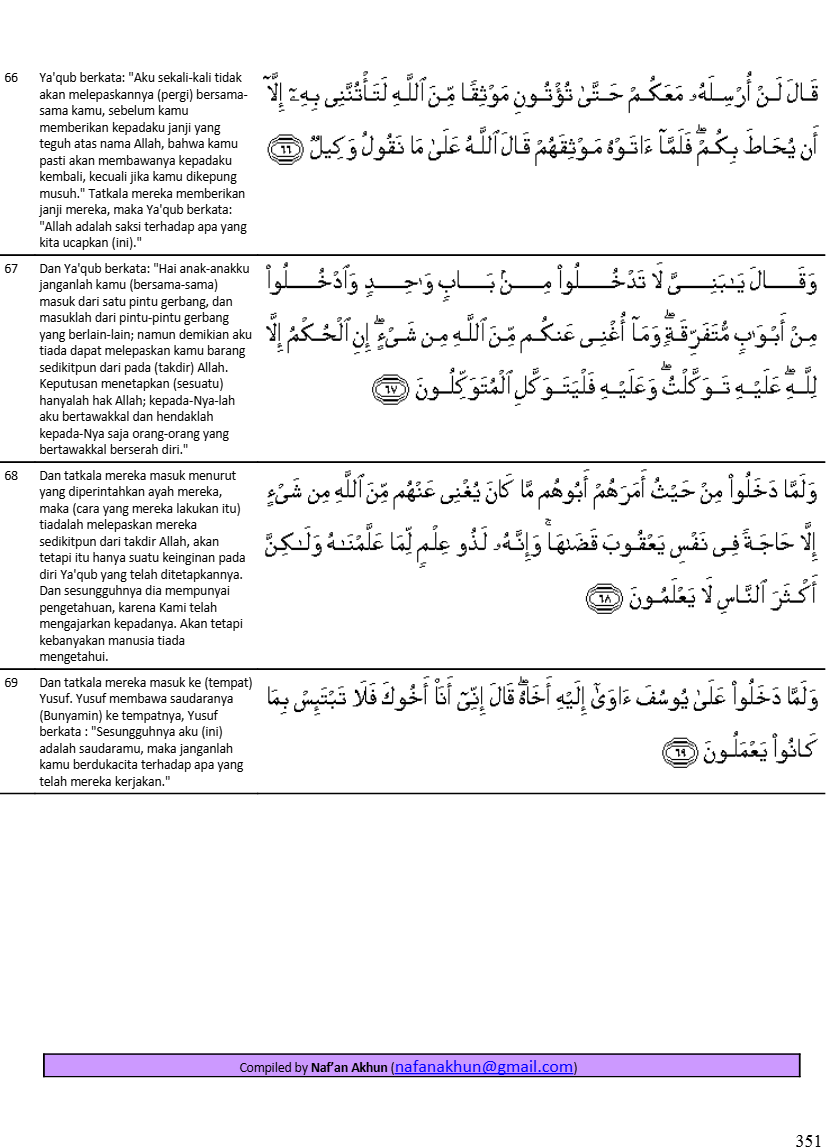 66
Ya'qub berkata: "Aku sekali-kali tidak
akan melepaskannya (pergi) bersama-
sama kamu, sebelum kamu
memberikan kepadaku janji yang
teguh atas nama Allah, bahwa kamu
pasti akan membawanya kepadaku
kembali, kecuali jika kamu dikepung
musuh." Tatkala mereka memberikan
janji mereka, maka Ya'qub berkata:
"Allah adalah saksi terhadap apa yang
kita ucapkan (ini)."
قَالَ لَنْ أُرْسِلَهُۥ مَعَكُمْ حَتَّىٰ تُؤْتُونِ مَوْثِقًا مِّنَ ٱللَّهِ لَتَأْتُنَّنِى بِهِۦٓ إِلَّآ
أَن يُحَاطَ بِكُمْ ۖ فَلَمَّآ ءَاتَوْهُ مَوْثِقَهُمْ قَالَ ٱللَّهُ عَلَىٰ مَا نَقُولُ وَكِيلٌ ٦٦
67
Dan Ya'qub berkata: "Hai anak-anakku
janganlah kamu (bersama-sama)
masuk dari satu pintu gerbang, dan
masuklah dari pintu-pintu gerbang
yang berlain-lain; namun demikian aku
tiada dapat melepaskan kamu barang
sedikitpun dari pada (takdir) Allah.
Keputusan menetapkan (sesuatu)
hanyalah hak Allah; kepada-Nya-lah
aku bertawakkal dan hendaklah
kepada-Nya saja orang-orang yang
bertawakkal berserah diri."
وَقَالَ يَـٰبَنِىَّ لَا تَدْخُلُوا۟ مِنۢ بَابٍ وَٰحِدٍ وَٱدْخُلُوا۟
مِنْ أَبْوَٰبٍ مُّتَفَرِّقَةٍ ۖ وَمَآ أُغْنِى عَنكُم مِّنَ ٱللَّهِ مِن شَىْءٍ ۖ إِنِ ٱلْحُكْمُ إِلَّا
لِلَّهِ ۖ عَلَيْهِ تَوَكَّلْتُ ۖ وَعَلَيْهِ فَلْيَتَوَكَّلِ ٱلْمُتَوَكِّلُونَ ٦٧
68
Dan tatkala mereka masuk menurut
yang diperintahkan ayah mereka,
maka (cara yang mereka lakukan itu)
tiadalah melepaskan mereka
sedikitpun dari takdir Allah, akan
tetapi itu hanya suatu keinginan pada
diri Ya'qub yang telah ditetapkannya.
Dan sesungguhnya dia mempunyai
pengetahuan, karena Kami telah
mengajarkan kepadanya. Akan tetapi
kebanyakan manusia tiada
mengetahui.
وَلَمَّا دَخَلُوا۟ مِنْ حَيْثُ أَمَرَهُمْ أَبُوهُم مَّا كَانَ يُغْنِى عَنْهُم مِّنَ ٱللَّهِ مِن شَىْءٍ
إِلَّا حَاجَةً فِى نَفْسِ يَعْقُوبَ قَضَىٰهَا ۚ وَإِنَّهُۥ لَذُو عِلْمٍ لِّمَا عَلَّمْنَـٰهُ وَلَـٰكِنَّ
أَكْثَرَ ٱلنَّاسِ لَا يَعْلَمُونَ ٦٨
69
Dan tatkala mereka masuk ke (tempat)
Yusuf. Yusuf membawa saudaranya
(Bunyamin) ke tempatnya, Yusuf
berkata : "Sesungguhnya aku (ini)
adalah saudaramu, maka janganlah
kamu berdukacita terhadap apa yang
telah mereka kerjakan."
وَلَمَّا دَخَلُوا۟ عَلَىٰ يُوسُفَ ءَاوَىٰٓ إِلَيْهِ أَخَاهُ ۖ قَالَ إِنِّىٓ أَنَا۠ أَخُوكَ فَلَا تَبْتَئِسْ بِمَا
كَانُوا۟ يَعْمَلُونَ ٦٩
Compiled by Naf'an Akhun (nafanakhun@gmail.com)
351